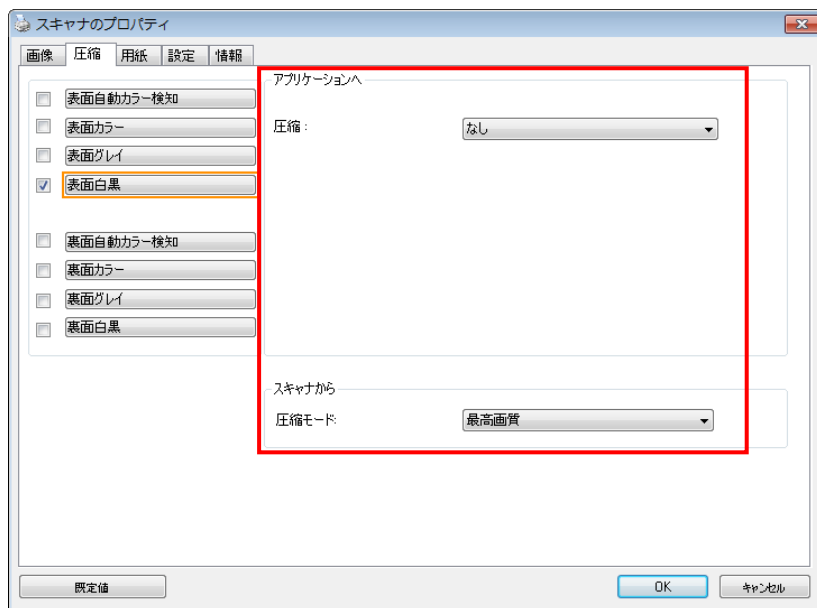 スキャナのプロパティ
画像 圧縮 用紙 設定 情報
アプリケーションへ
表面自動カラー検知
表面カラー
圧縮： なし
表面グレイ
表面白黒
裏面自動カラー検知
裏面カラー
裏面グレイ
裏面白黒
スキャナから
圧縮モード: 最高画質
既定値 OK キャンセル